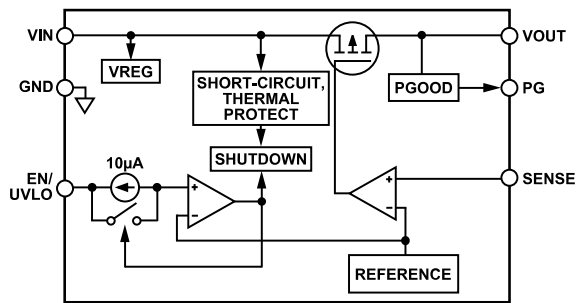 VIN
VOUT
VREG
GND
SHORT-CIRCUIT,
THERMAL
PROTECT
PGOOD
PG
10µA
SHUTDOWN
EN/
UVLO
SENSE
+
−
+
−
REFERENCE